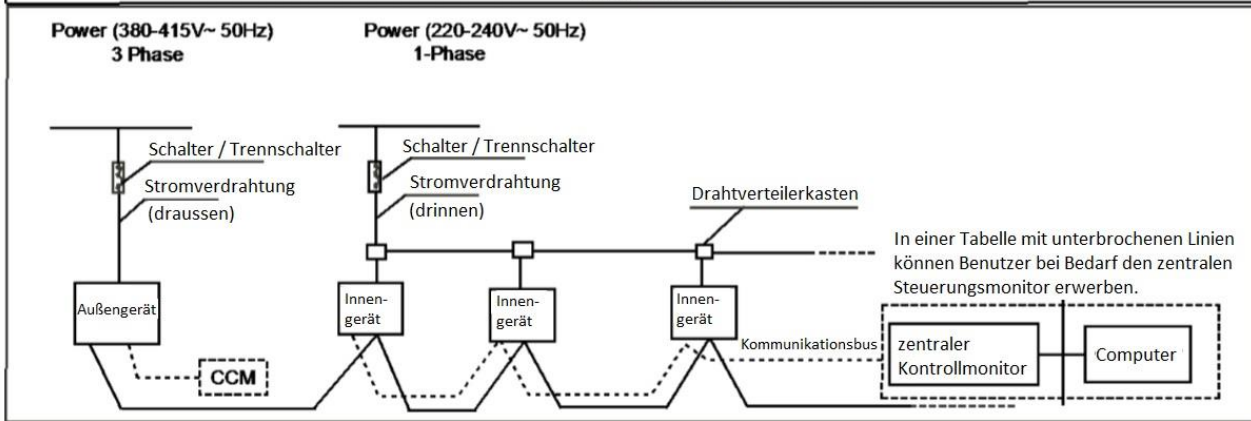 Power (380-415V~ 50Hz)
3 Phase
Power (220-240V~ 50Hz)
1-Phase
Schalter / Trennschalter
Stromverdrahtung
(draussen)
Schalter / Trennschalter
Stromverdrahtung
(drinnen)
Drahtverteilerkasten
In einer Tabelle mit unterbrochenen Linien
können Benutzer bei Bedarf den zentralen
Steuerungsmonitor erwerben.
Außengerät
Innen-
gerät
Innen-
gerät
Innen-
gerät
Kommunikationsbus
zentraler
Kontrollmonitor
Computer
CCM